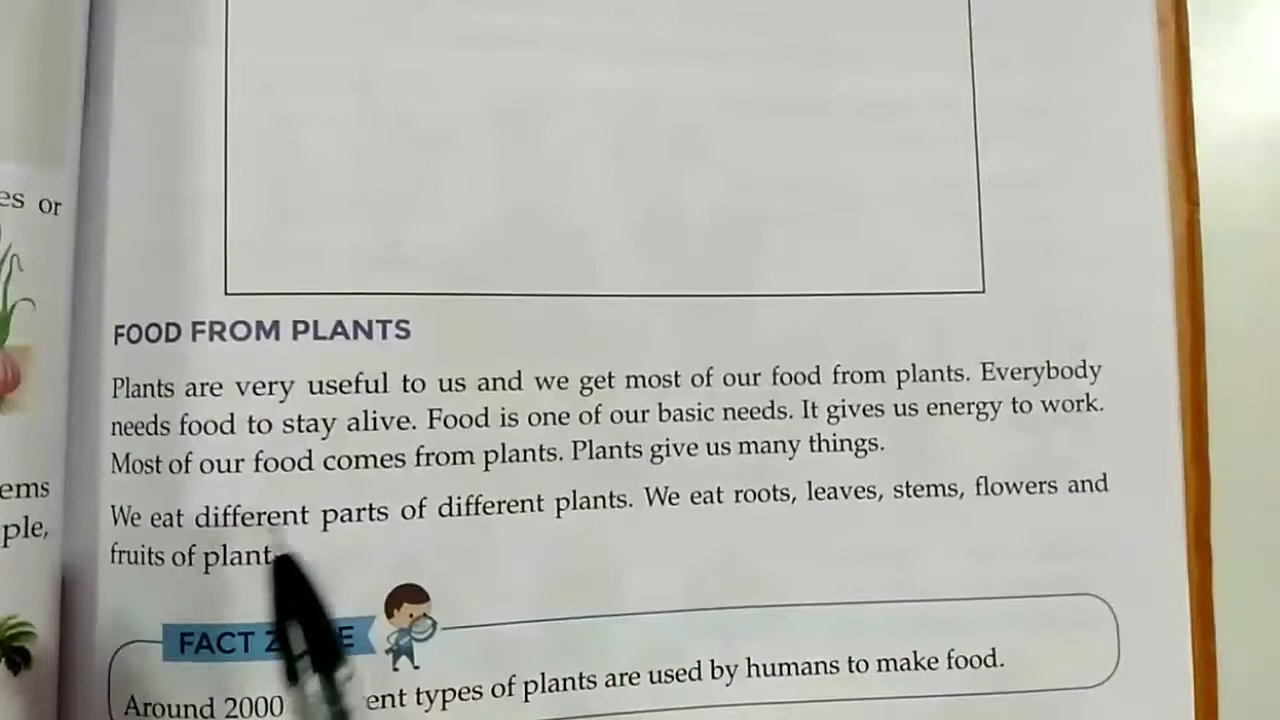 es or
ems
ple,
FOOD FROM PLANTS
Plants are very useful to us and we get most of our food from plants. Everybody
needs food to stay alive. Food is one of our basic needs. It gives us energy to work.
Most of our food comes from plants. Plants give us many things.
We eat different parts of different plants. We eat roots, leaves, stems, flowers and
fruits of plant
FACT
Around 2000 ent types of plants are used by humans to make food.